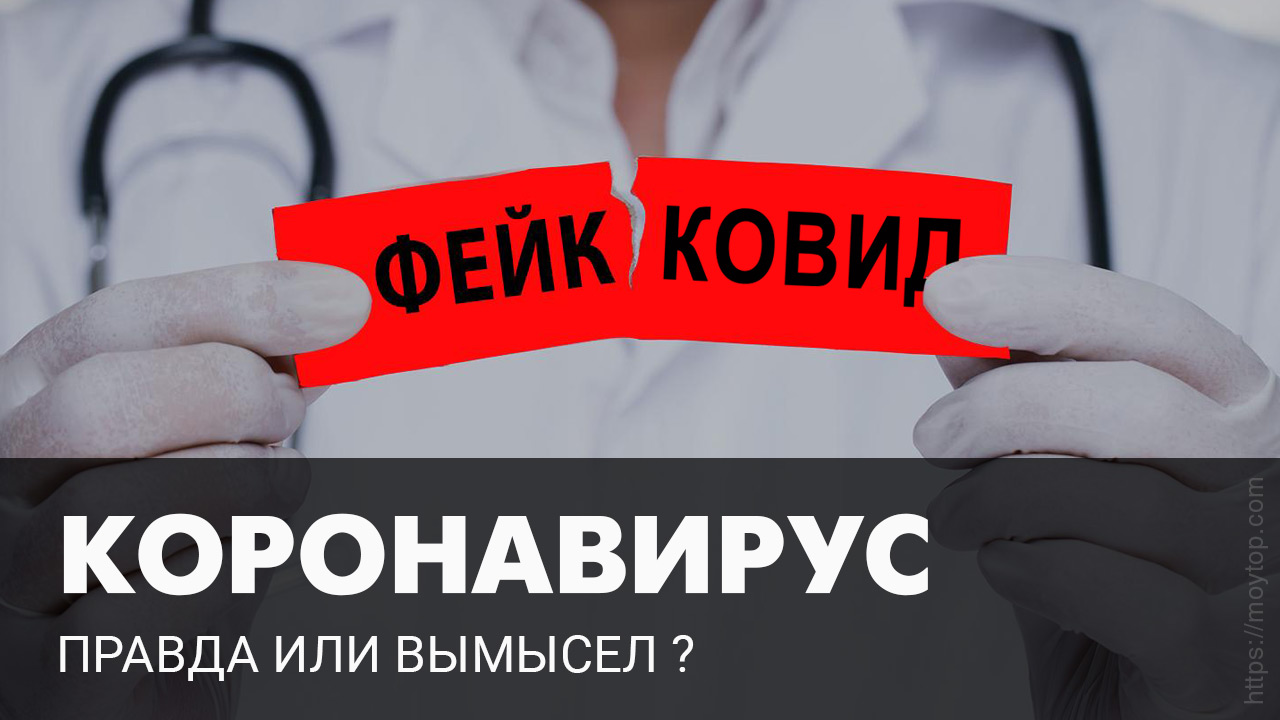 ФЕЙК КОВИД
КОРОНАВИРУС
ПРАВДА ИЛИ ВЫМЫСЕЛ ?
https://moytop.com